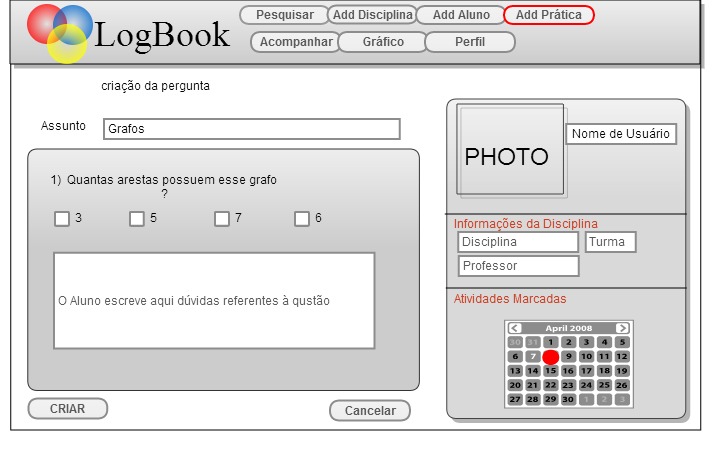 LogBook
Pesquisar Add Disciplina Add Aluno Add Prática
Acompanhar Gráfico Perfil
criação da pergunta
Assunto Grafos
1) Quantas arestas possuem esse grafo
?
3 5 7 6
O Aluno escreve aqui dúvidas referentes à qustão
CRIAR
Cancelar
PHOTO
Nome de Usuário
Informações da Disciplina
Disciplina Turma
Professor
Atividades Marcadas
April 2008
30 31 1 2 3 4 5
6 7 9 10 11 12
13 14 15 16 17 18 19
20 21 22 23 24 25 26
27 28 29 30 1 2 3